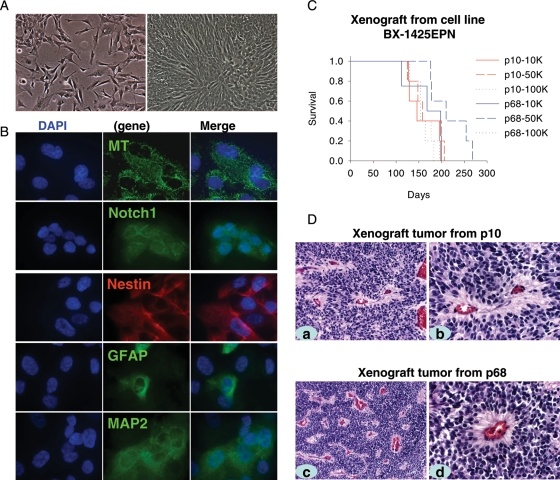 A
B
DAPI (gene) Merge
MT
Notch1
Nestin
GFAP
MAP2
C
Xenograft from cell line
BX-1425EPN
Survival
1.0
0.8
0.6
0.4
0.2
0.0
0 50 100 150 200 250 300
Days
p10-10K
p10-50K
p10-100K
p68-10K
p68-50K
p68-100K
D
Xenograft tumor from p10
a b
Xenograft tumor from p68
c d